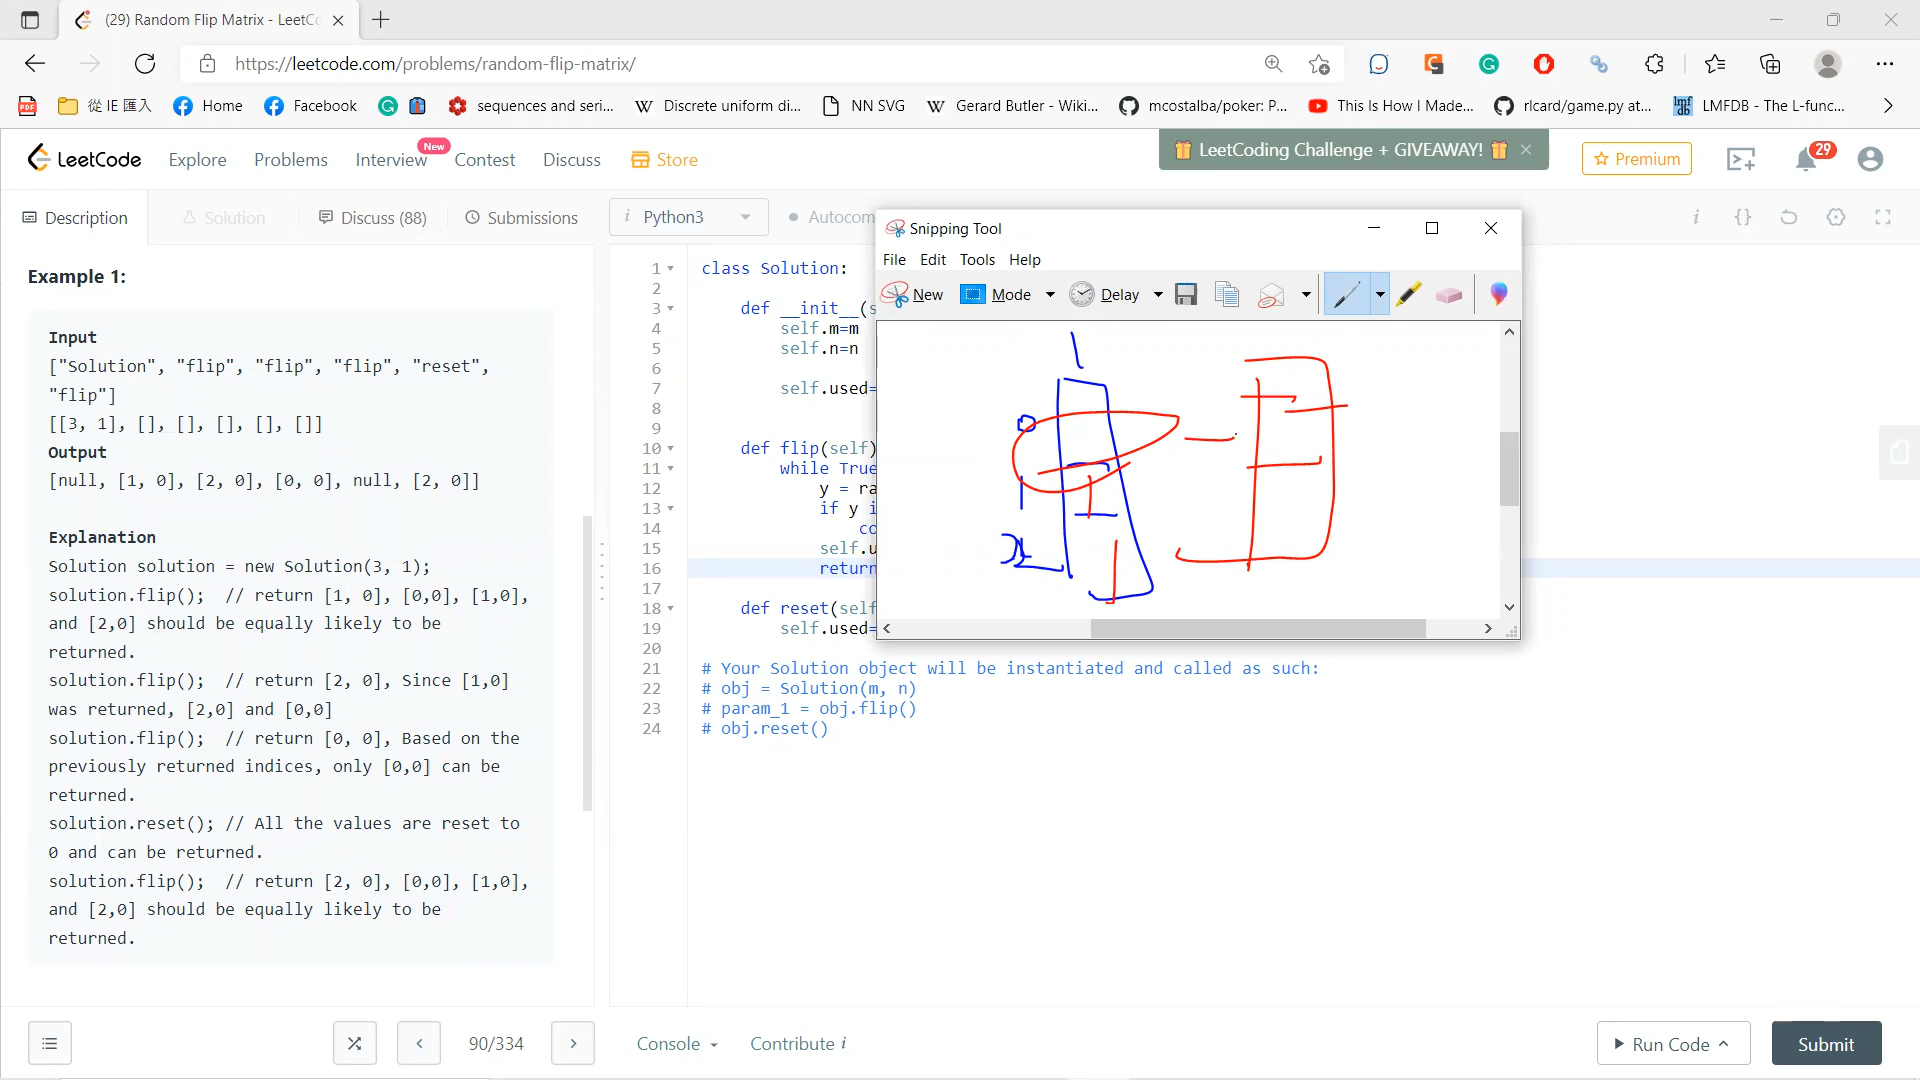 (29) Random Flip Matrix - LeetCo
https://leetcode.com/problems/random-flip-matrix/
從 IE 匯入 Home Facebook sequences and seri... Discrete uniform di... NN SVG Gerard Butler - Wiki... mcostalba/poker: P... This Is How I Made... rlcard/game.py at... LMFDB - The L-func...
LeetCode Explore Problems Interview New Contest Discuss Store LeetCoding Challenge + GIVEAWAY! Premium 29
Description Solution Discuss (88) Submissions i Python3 Autocom
Snipping Tool
File Edit Tools Help
New Mode Delay
Example 1:
Input
["Solution", "flip", "flip", "flip", "reset",
"flip"]
[[3, 1], [], [], [], [], []]
Output
[null, [1, 0], [2, 0], [0, 0], null, [2, 0]]
Explanation
Solution solution = new Solution(3, 1);
solution.flip();  // return [1, 0], [0,0], [1,0],
and [2,0] should be equally likely to be
returned.
solution.flip();  // return [2, 0], Since [1,0]
was returned, [2,0] and [0,0]
solution.flip();  // return [0, 0], Based on the
previously returned indices, only [0,0] can be
returned.
solution.reset(); // All the values are reset to
0 and can be returned.
solution.flip();  // return [2, 0], [0,0], [1,0],
and [2,0] should be equally likely to be
returned.
1 class Solution:
2
3 def __init__(s
4 self.m=m
5 self.n=n
6
7 self.used=
8
9
10 def flip(self)
11 while True
12 y = ra
13 if y i
14 co
15 self.u
16 return
17
18 def reset(self
19 self.used=
20
21 # Your Solution object will be instantiated and called as such:
22 # obj = Solution(m, n)
23 # param_1 = obj.flip()
24 # obj.reset()
90/334 Console Contribute i Run Code Submit